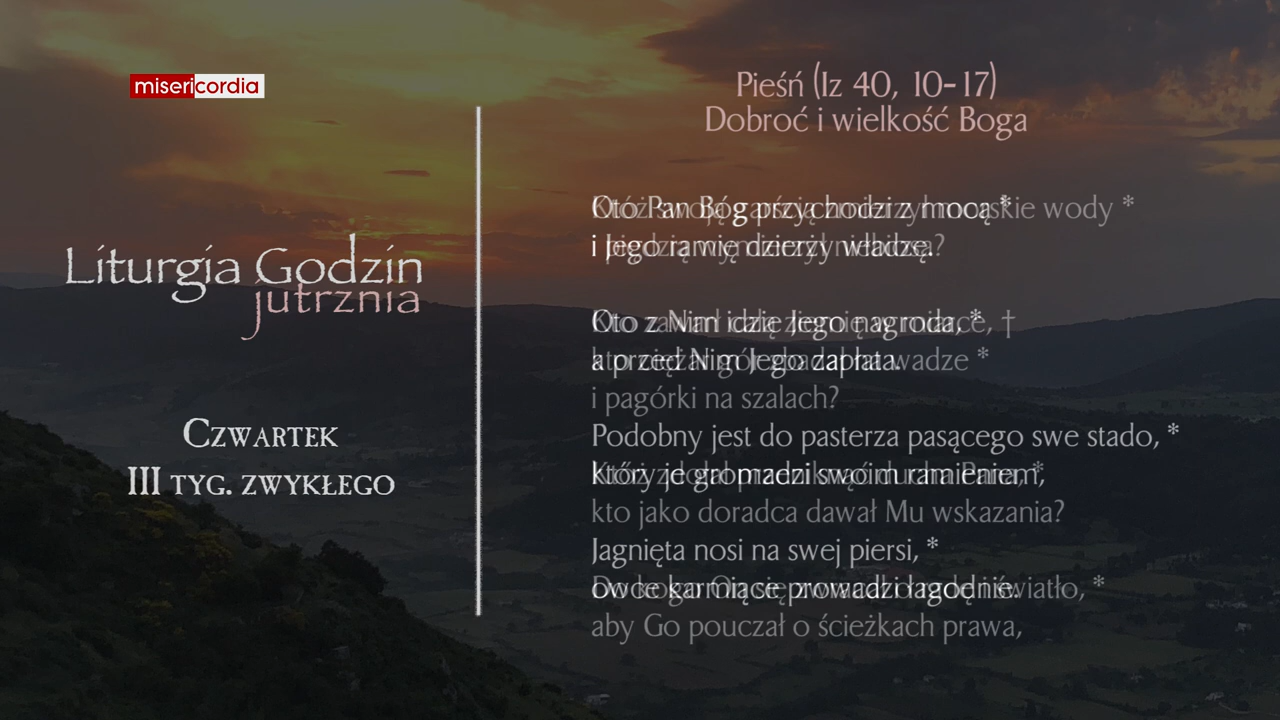 misericordia
Liturgia Godzin
jutrznia
Czwartek
III tyg. zwykłego
Pieśń (Iz 40, 10-17)
Dobroć i wielkość Boga
Oto Pan Bóg przychodzi z mocą *
i Jego ramię dzierży władzę.
Oto z Nim idzie Jego nagroda, *
a przed Nim Jego zapłata.
i pagórki na szalach?
Podobny jest do pasterza pasącego swe stado, *
który je gromadzi swoim ramieniem,
kto jako doradca dawał Mu wskazania?
Jagnięta nosi na swej piersi, *
owce karmiące prowadzi łagodnie.
aby Go pouczał o ścieżkach prawa,